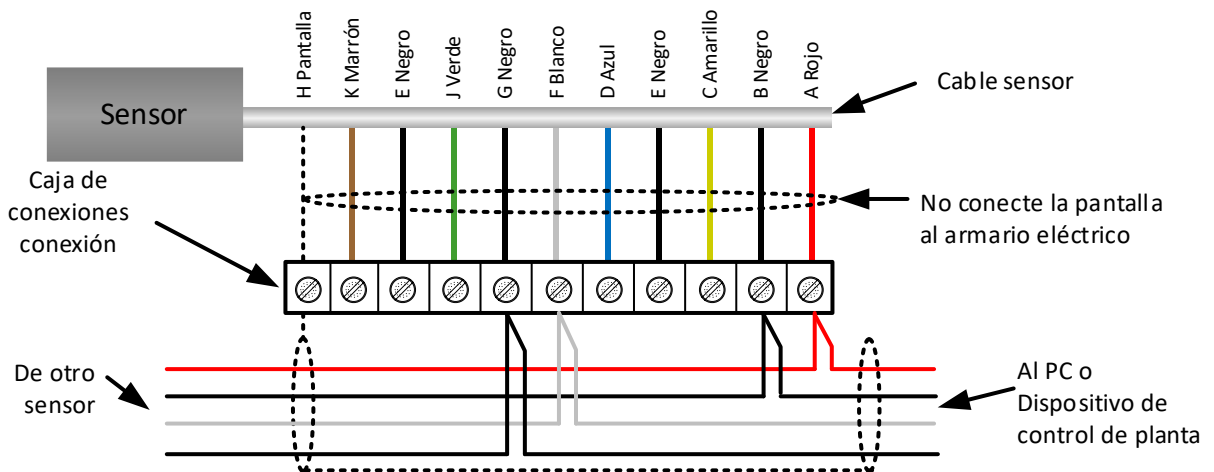 H Pantalla
K Marrón
E Negro
J Verde
G Negro
F Blanco
D Azul
E Negro
C Amarillo
B Negro
A Rojo
Sensor
Cable sensor
Caja de
conexiones
conexión
No conecte la pantalla
al armario eléctrico
De otro
sensor
Al PC o
Dispositivo de
control de planta